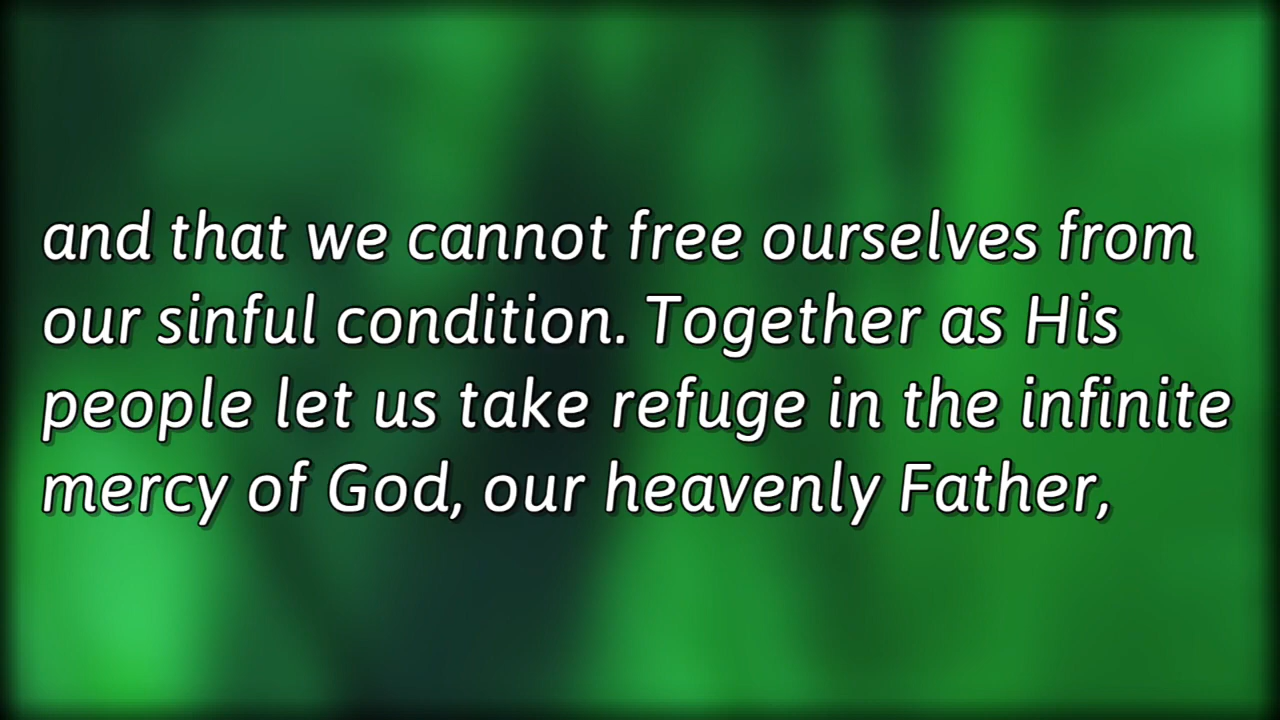 and that we cannot free ourselves from
our sinful condition. Together as His
people let us take refuge in the infinite
mercy of God, our heavenly Father,